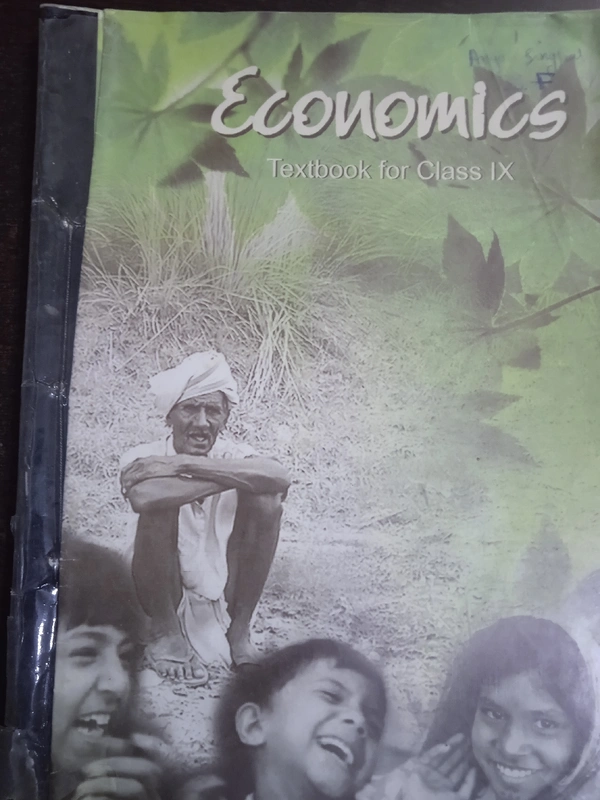 Economics
Textbook for Class IX
F